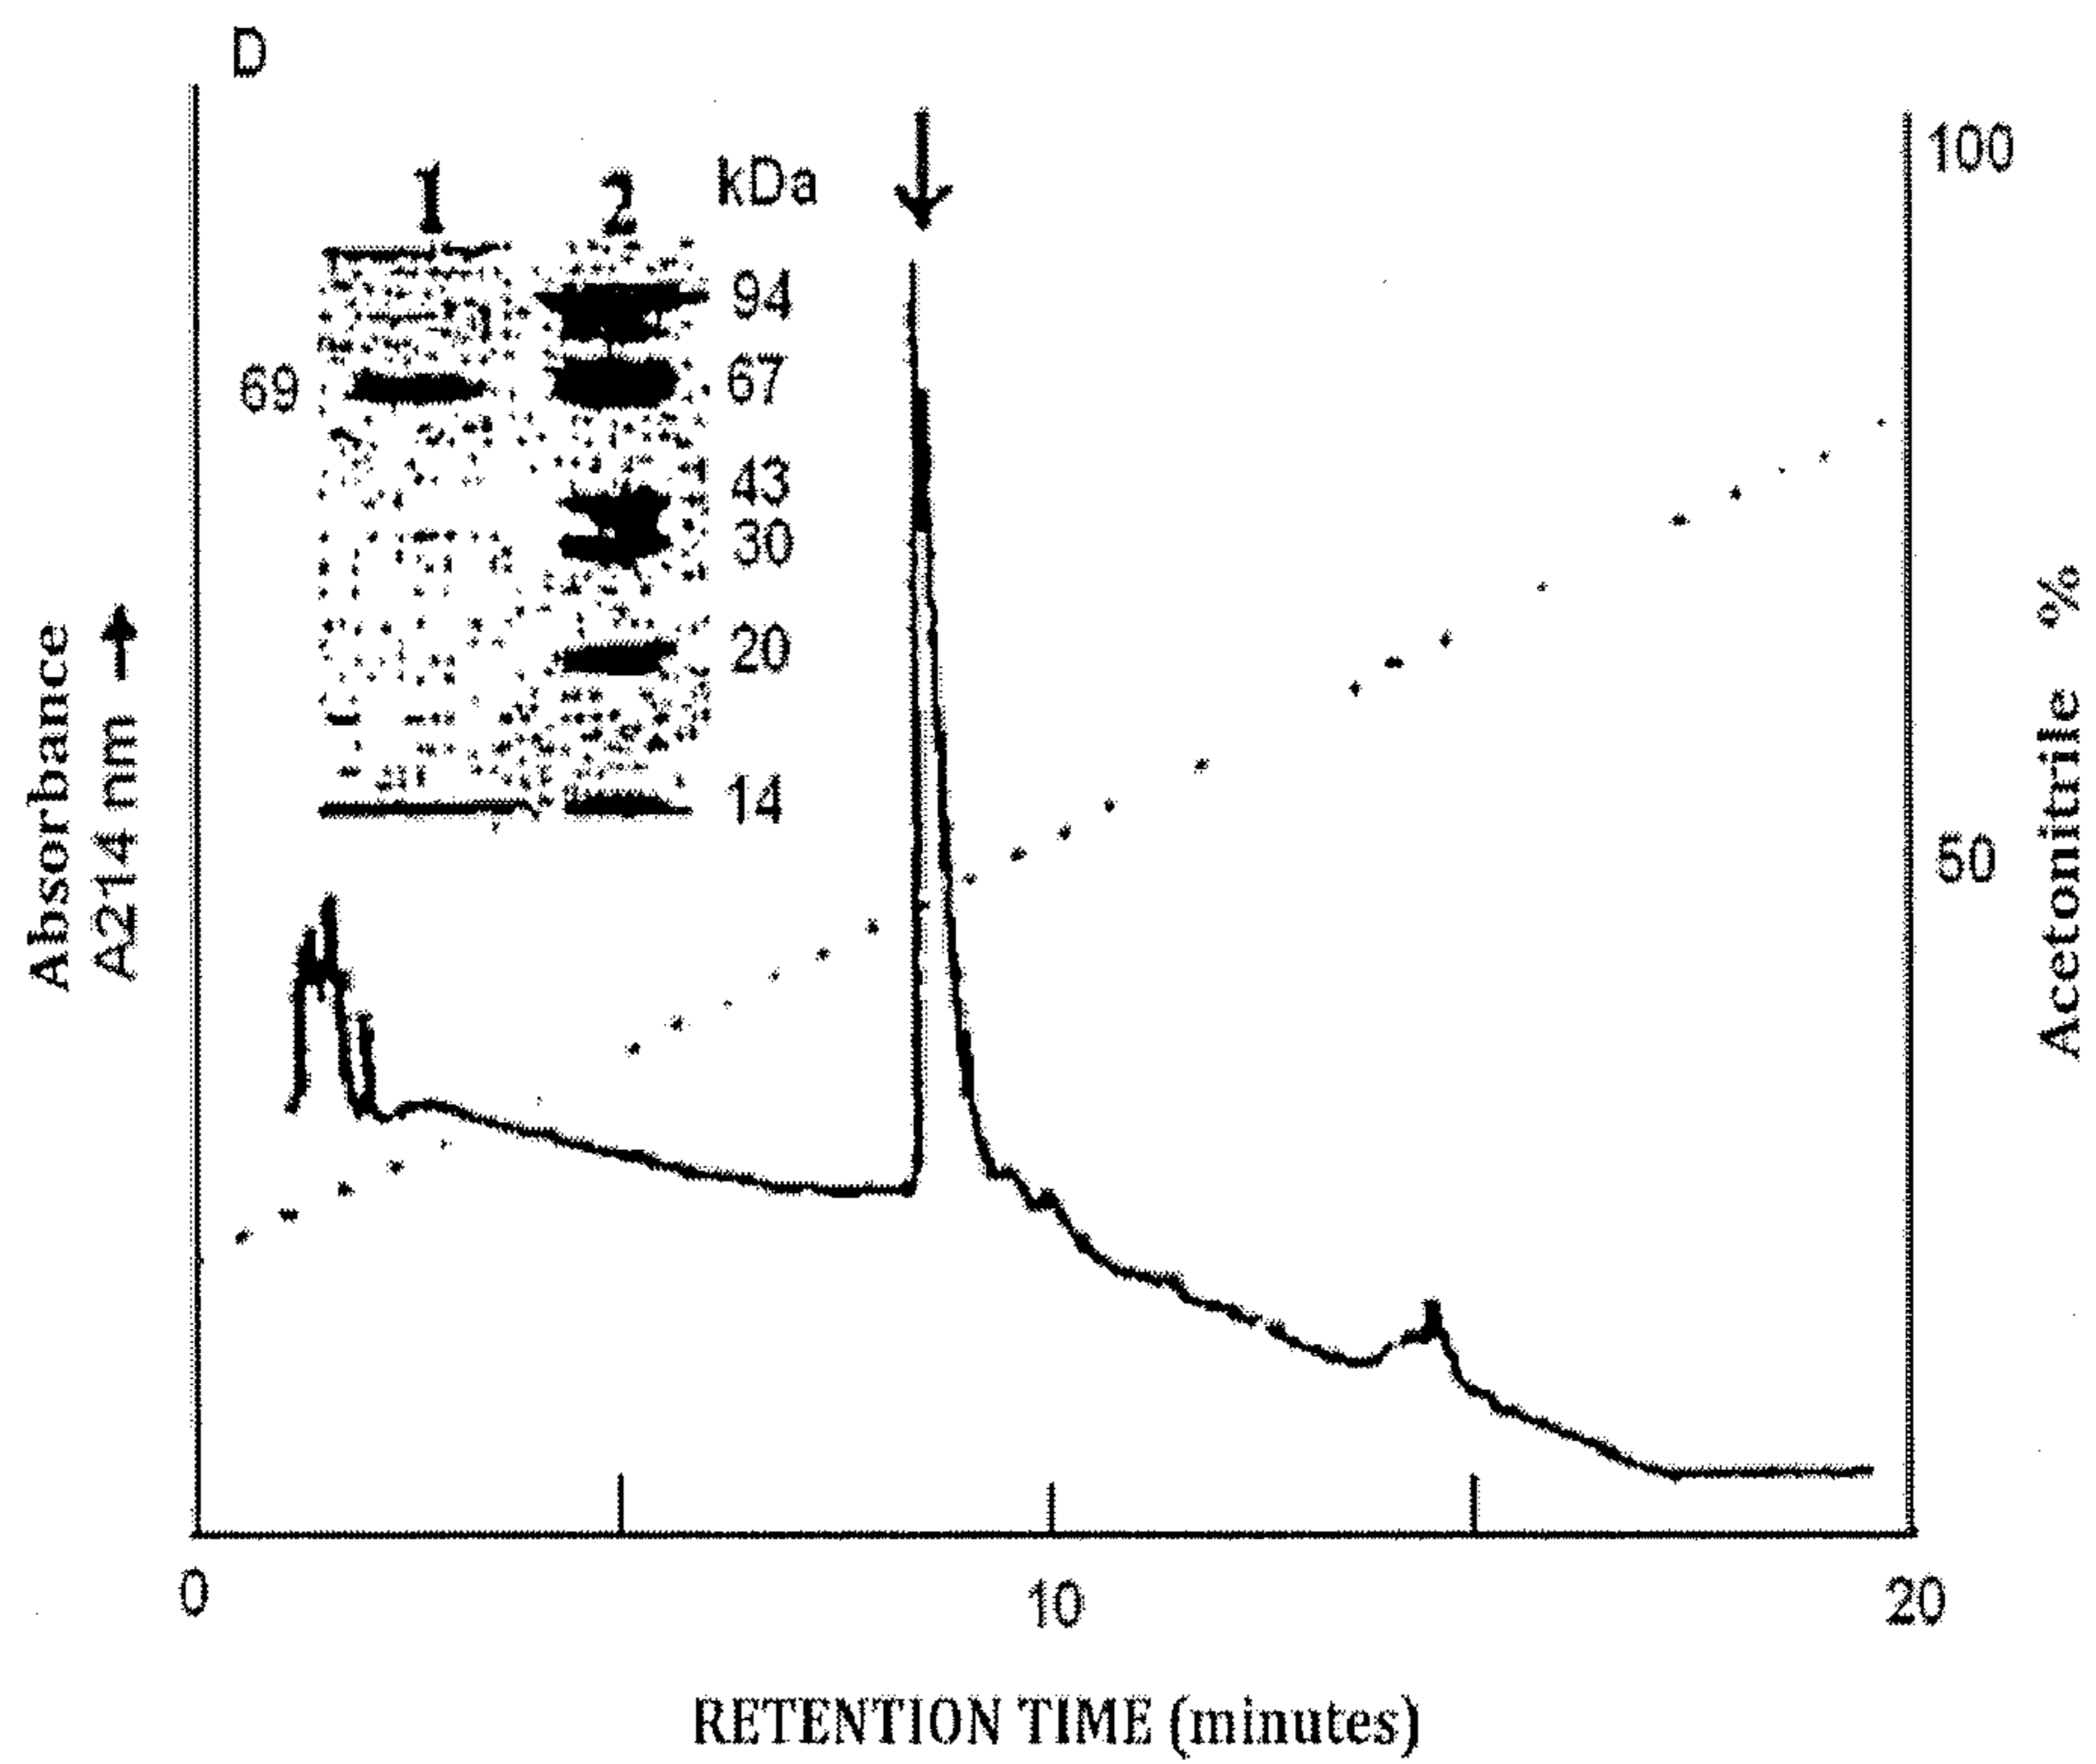 D
1 2 kDa
94
69
67
43
30
20
14
100
50
Absorbance
A214 nm →
Acetonitrile %
0 10 20
RETENTION TIME (minutes)